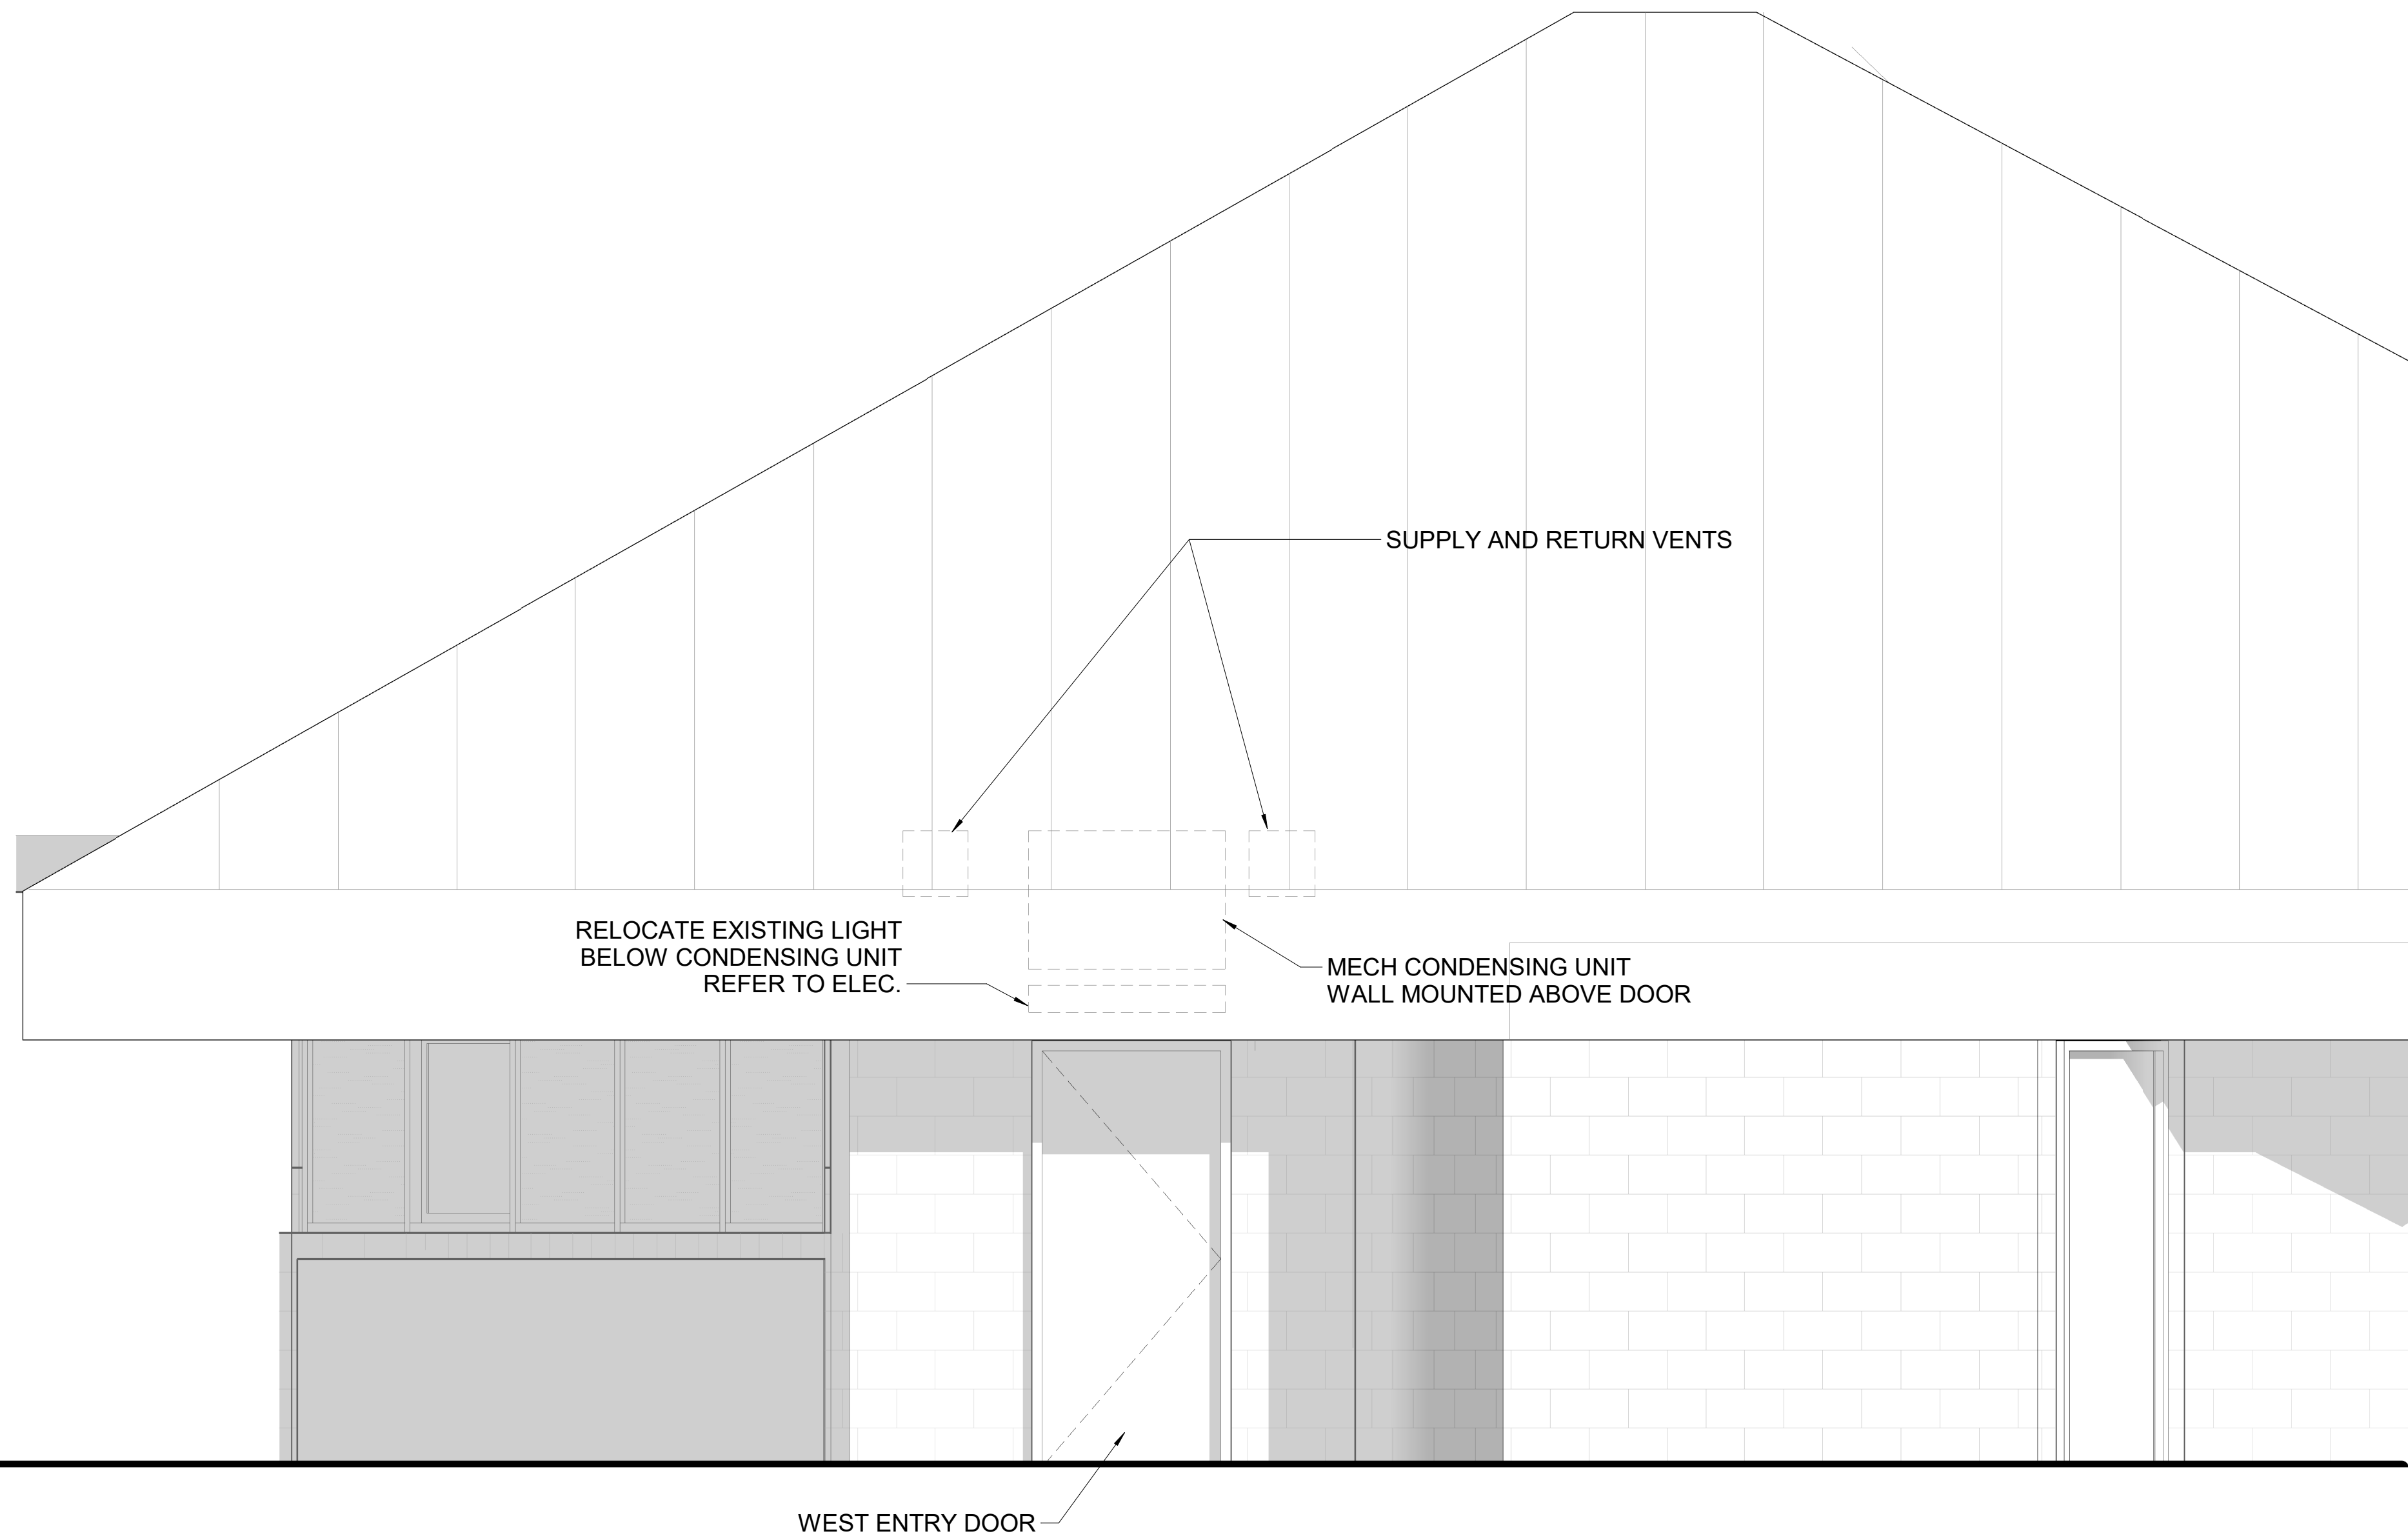 SUPPLY AND RETURN VENTS
RELOCATE EXISTING LIGHT
BELOW CONDENSING UNIT
REFER TO ELEC.
MECH CONDENSING UNIT
WALL MOUNTED ABOVE DOOR
WEST ENTRY DOOR